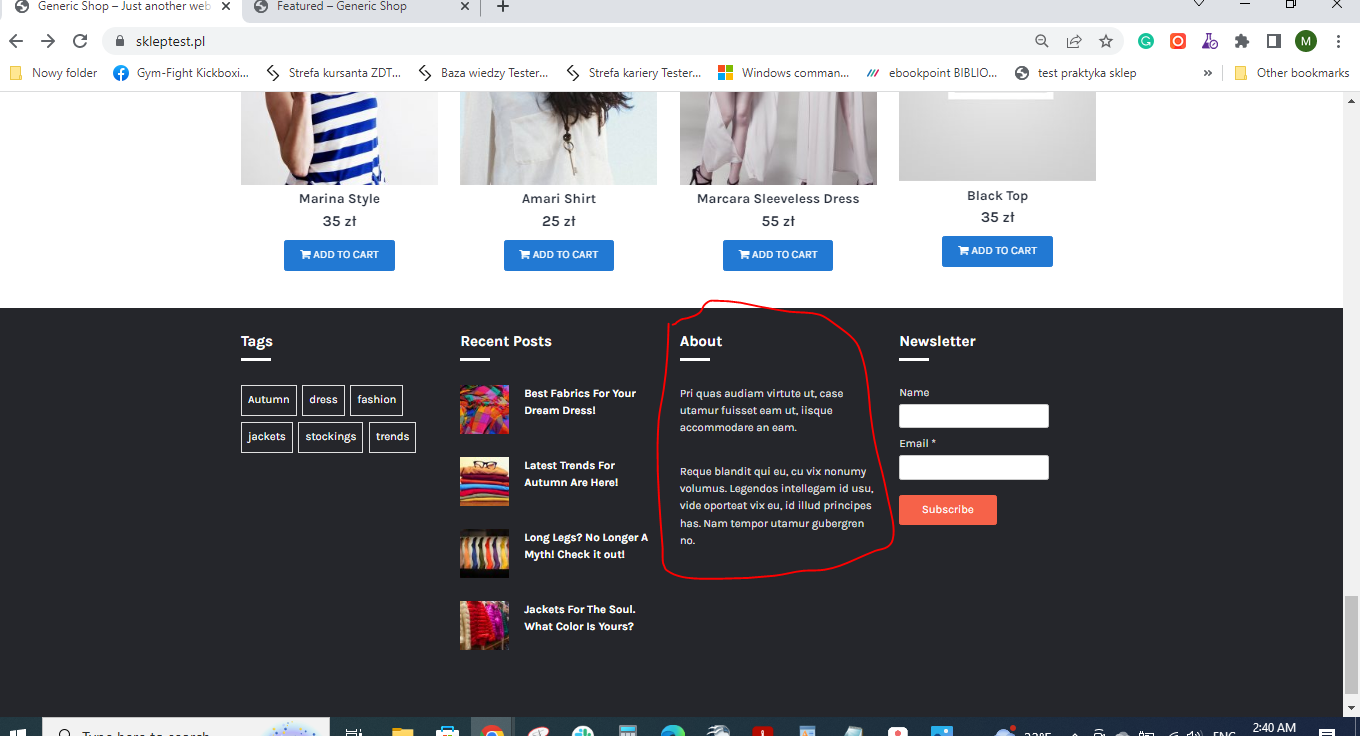 Generic Shop – Just another web
Featured – Generic Shop
skleptest.pl
M
Nowy folder
Gym-Fight Kickboxi...
Strefa kursanta ZDT...
Baza wiedzy Tester...
Strefa kariery Tester...
Windows comman...
ebookpoint BIBLIO...
test praktyka sklep
»
Other bookmarks
Marina Style
35 zł
ADD TO CART
Amari Shirt
25 zł
ADD TO CART
Marcara Sleeveless Dress
55 zł
ADD TO CART
Black Top
35 zł
ADD TO CART
Tags
Autumn
dress
fashion
jackets
stockings
trends
Recent Posts
Best Fabrics For Your
Dream Dress!
Latest Trends For
Autumn Are Here!
Long Legs? No Longer A
Myth! Check it out!
Jackets For The Soul.
What Color Is Yours?
About
Pri quas audiam virtute ut, case
utamur fuisset eam ut, iisque
accommodare an eam.
Reque blandit qui eu, cu vix nonumy
volumus. Legendos intellegam id usu,
vide oporteat vix eu, id illud principes
has. Nam tempor utamur gubergren
no.
Newsletter
Name
Email *
Subscribe
Type here to search
32°F
ENG
2:40 AM